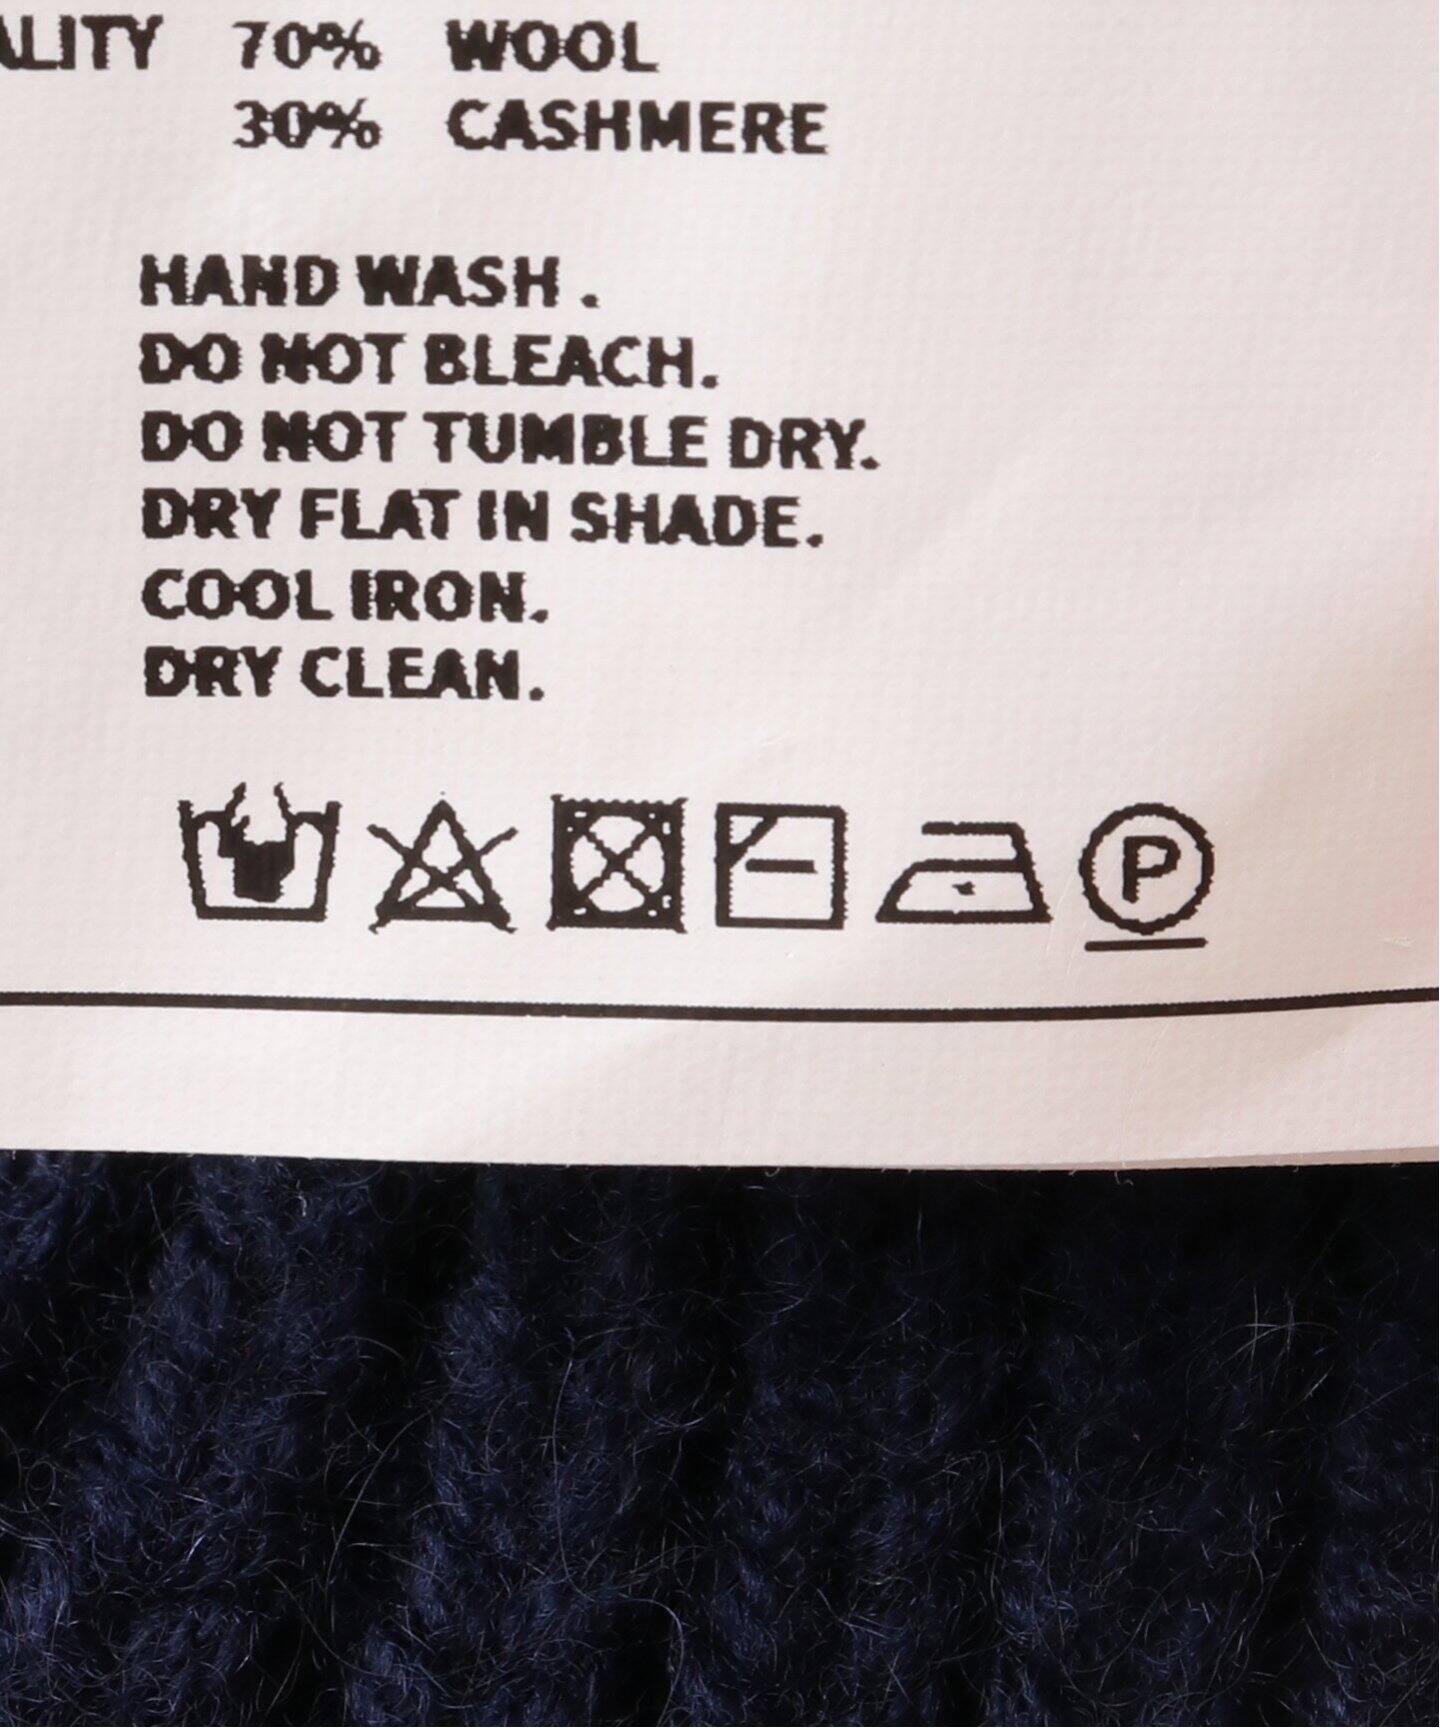 ALITY 70% WOOL
30% CASHMERE
HAND WASH .
DO NOT BLEACH.
DO NOT TUMBLE DRY.
DRY FLAT IN SHADE.
COOL IRON.
DRY CLEAN.
P